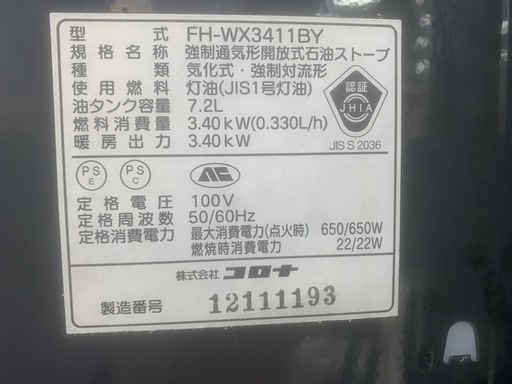 型式 FH-WX3411BY
規格名称 強制通気形開放式石油ストーブ
種類 気化式・強制対流形
使用燃料 灯油(JIS1号灯油)
油タンク容量 7.2L
燃料消費量 3.40kW(0.330L/h)
暖房出力 3.40kW
認証
JHIA
JIS S 2036
PS E
PS C
定格電圧 100V
定格周波数 50/60Hz
定格消費電力 最大消費電力(点火時) 650/650W
燃焼時消費電力 22/22W
株式会社 コロナ
製造番号 12111193